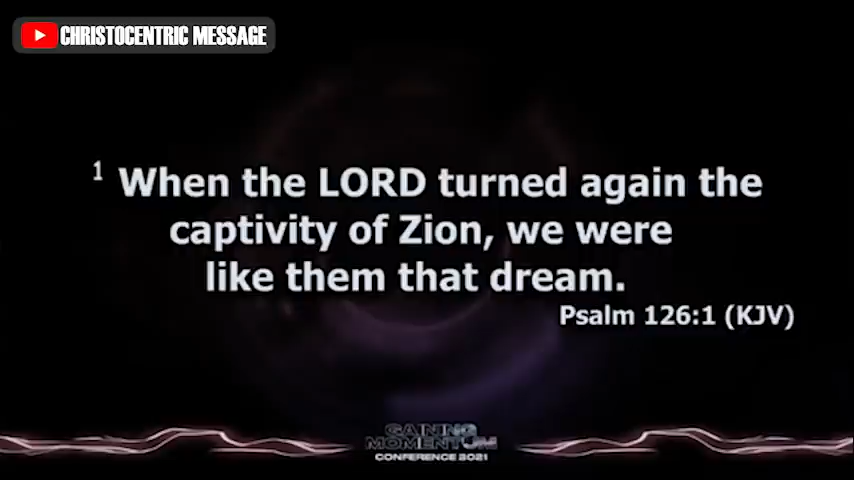 CHRISTOCENTRIC MESSAGE
1 When the LORD turned again the
captivity of Zion, we were
like them that dream.
Psalm 126:1 (KJV)
GAINING
MOMENTUM
CONFERENCE 2021